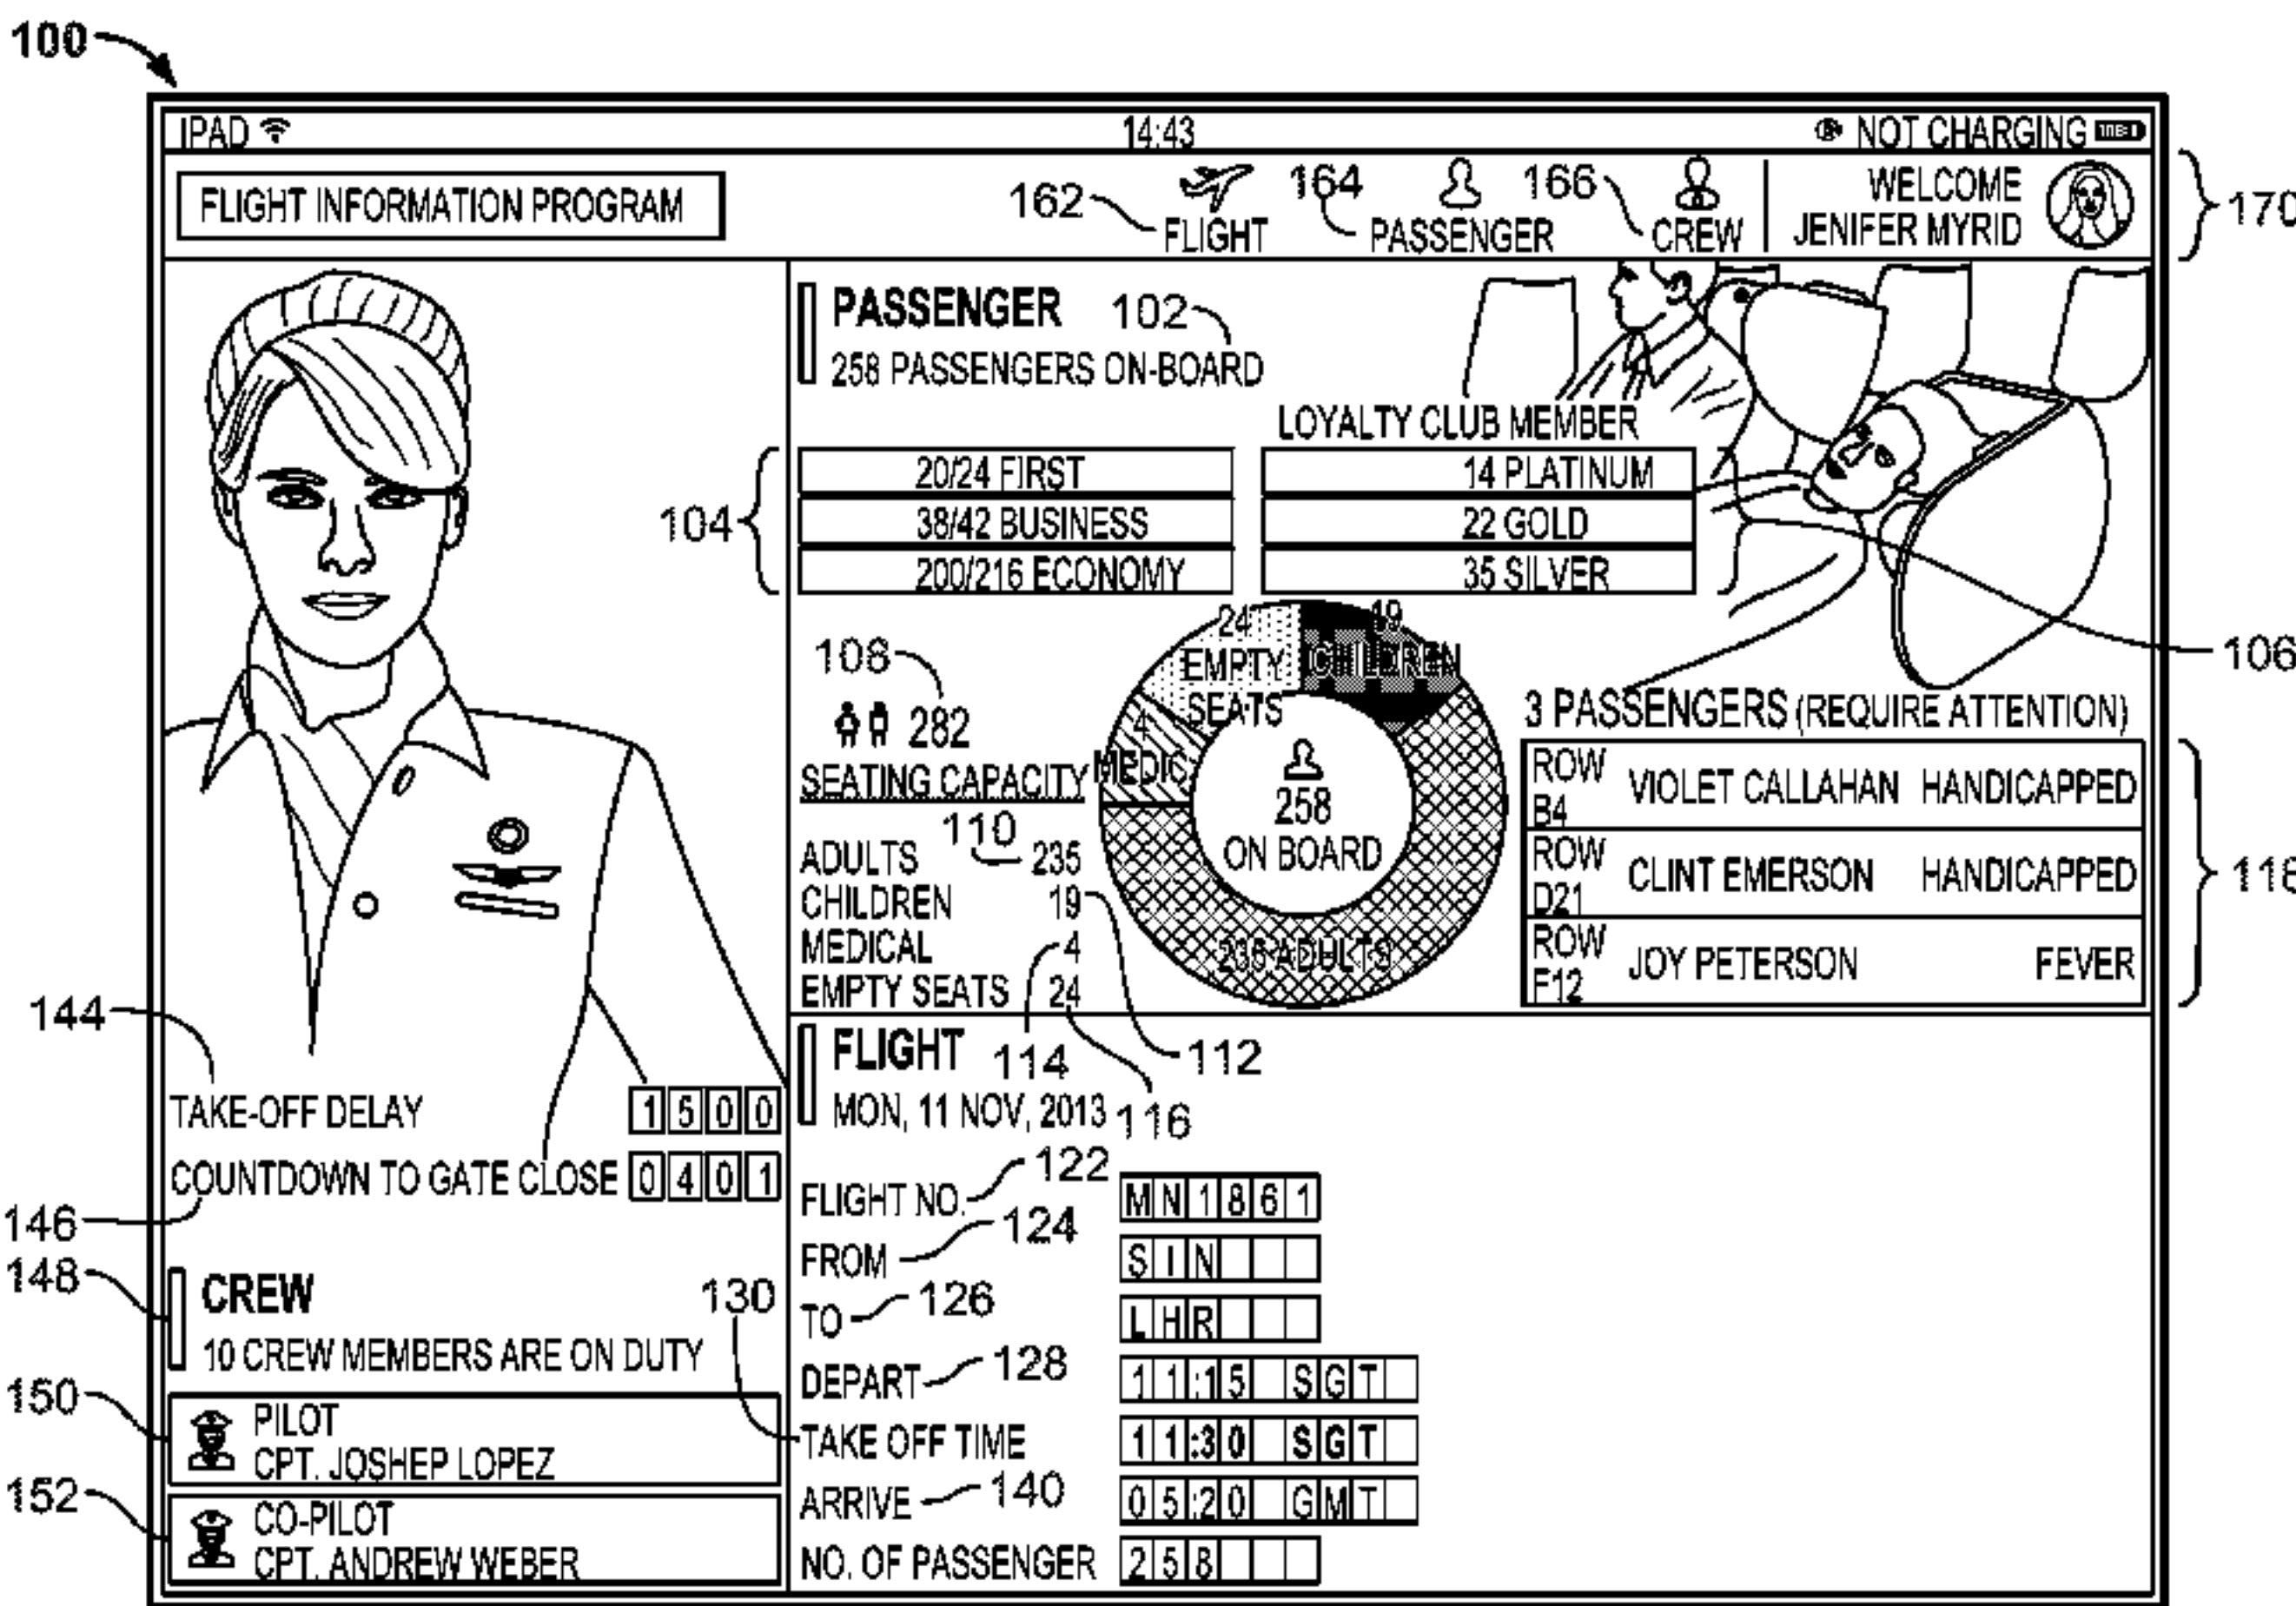 100
IPAD
14:43
NOT CHARGING
FLIGHT INFORMATION PROGRAM
162
FLIGHT
164
PASSENGER
166
CREW
WELCOME
JENIFER MYRID
170
PASSENGER
102
258 PASSENGERS ON-BOARD
LOYALTY CLUB MEMBER
104
20/24 FIRST
38/42 BUSINESS
200/216 ECONOMY
14 PLATINUM
22 GOLD
35 SILVER
106
108
282
SEATING CAPACITY
110
ADULTS 235
CHILDREN 19
MEDICAL 4
EMPTY SEATS 24
24
EMPTY
SEATS
19
CHILDREN
4
MEDIC
258
ON BOARD
235 ADULTS
3 PASSENGERS (REQUIRE ATTENTION)
ROW B4 VIOLET CALLAHAN HANDICAPPED
ROW D21 CLINT EMERSON HANDICAPPED
ROW F12 JOY PETERSON FEVER
118
144
TAKE-OFF DELAY 1500
COUNTDOWN TO GATE CLOSE 0401
146
148
CREW
10 CREW MEMBERS ARE ON DUTY
150
PILOT
CPT. JOSHEP LOPEZ
152
CO-PILOT
CPT. ANDREW WEBER
FLIGHT
114
112
MON, 11 NOV, 2013
116
122
FLIGHT NO. MN1861
124
FROM SIN
126
TO LHR
128
DEPART 11:15 SGT
130
TAKE OFF TIME 11:30 SGT
140
ARRIVE 05:20 GMT
NO. OF PASSENGER 258